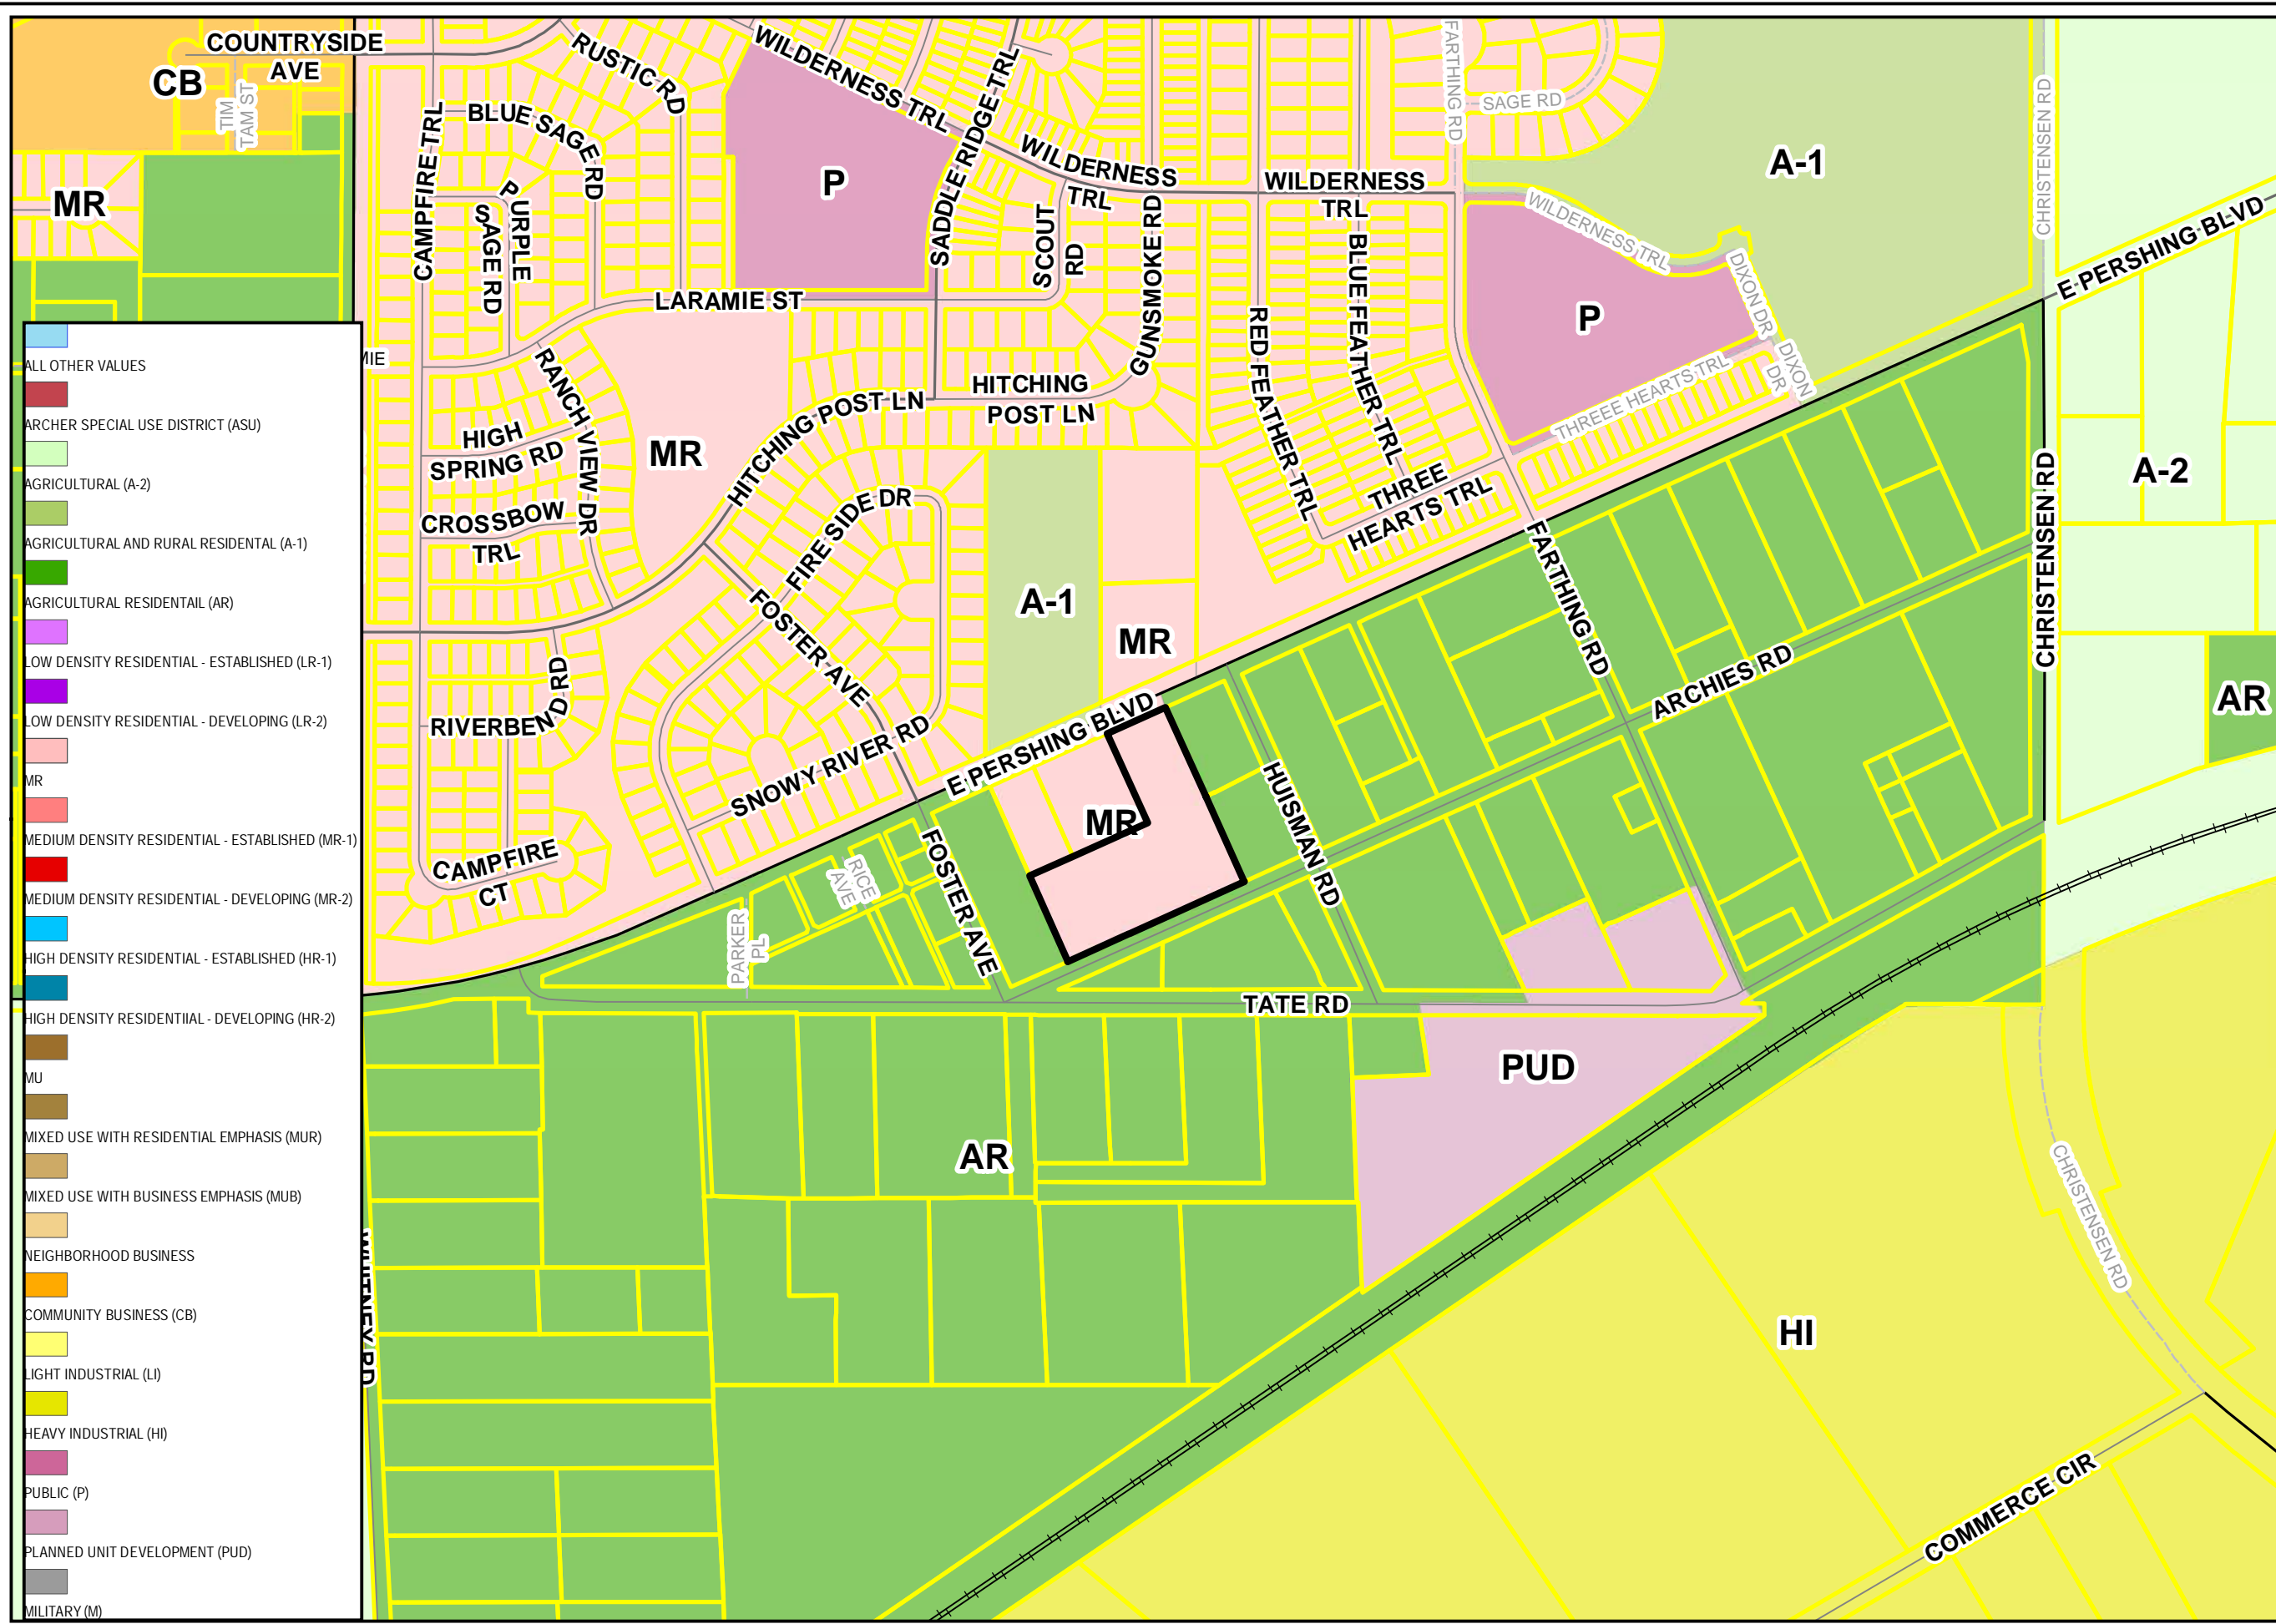 COUNTRYSIDE
AVE
CB
TIM
TAM ST
MR
RUSTIC RD
BLUE SAGE RD
CAMPFIRE TRL
PURPLE
SAGE RD
WILDERNESS TRL
P
SADDLE RIDGE TRL
WILDERNESS
TRL
SCOUT
RD
GUNSMOKE RD
LARAMIE ST
WILDERNESS
TRL
FARTHING RD
SAGE RD
A-1
CHRISTENSEN RD
E PERSHING BLVD
WILDERNESS TRL
DIXON DR
P
DIXON
DR
THREEE HEARTS TRL
RED FEATHER TRL
BLUE FEATHER TRL
THREE
HEARTS TRL
HITCHING
POST LN
HITCHING POST LN
MIE
RANCH VIEW DR
HIGH
SPRING RD
MR
CROSSBOW
TRL
FIRE SIDE DR
FOSTER AVE
A-1
MR
FARTHING RD
ARCHIES RD
CHRISTENSEN RD
A-2
AR
RIVERBEND RD
SNOWY RIVER RD
E PERSHING BLVD
MR
HUISMAN RD
CAMPFIRE
CT
RICE
AVE
PARKER
PL
FOSTER AVE
TATE RD
PUD
AR
HI
CHRISTENSEN RD
COMMERCE CIR
WHITNEY RD
ALL OTHER VALUES
ARCHER SPECIAL USE DISTRICT (ASU)
AGRICULTURAL (A-2)
AGRICULTURAL AND RURAL RESIDENTAL (A-1)
AGRICULTURAL RESIDENTAIL (AR)
LOW DENSITY RESIDENTIAL - ESTABLISHED (LR-1)
LOW DENSITY RESIDENTIAL - DEVELOPING (LR-2)
MR
MEDIUM DENSITY RESIDENTIAL - ESTABLISHED (MR-1)
MEDIUM DENSITY RESIDENTIAL - DEVELOPING (MR-2)
HIGH DENSITY RESIDENTIAL - ESTABLISHED (HR-1)
HIGH DENSITY RESIDENTIIAL - DEVELOPING (HR-2)
MU
MIXED USE WITH RESIDENTIAL EMPHASIS (MUR)
MIXED USE WITH BUSINESS EMPHASIS (MUB)
NEIGHBORHOOD BUSINESS
COMMUNITY BUSINESS (CB)
LIGHT INDUSTRIAL (LI)
HEAVY INDUSTRIAL (HI)
PUBLIC (P)
PLANNED UNIT DEVELOPMENT (PUD)
MILITARY (M)